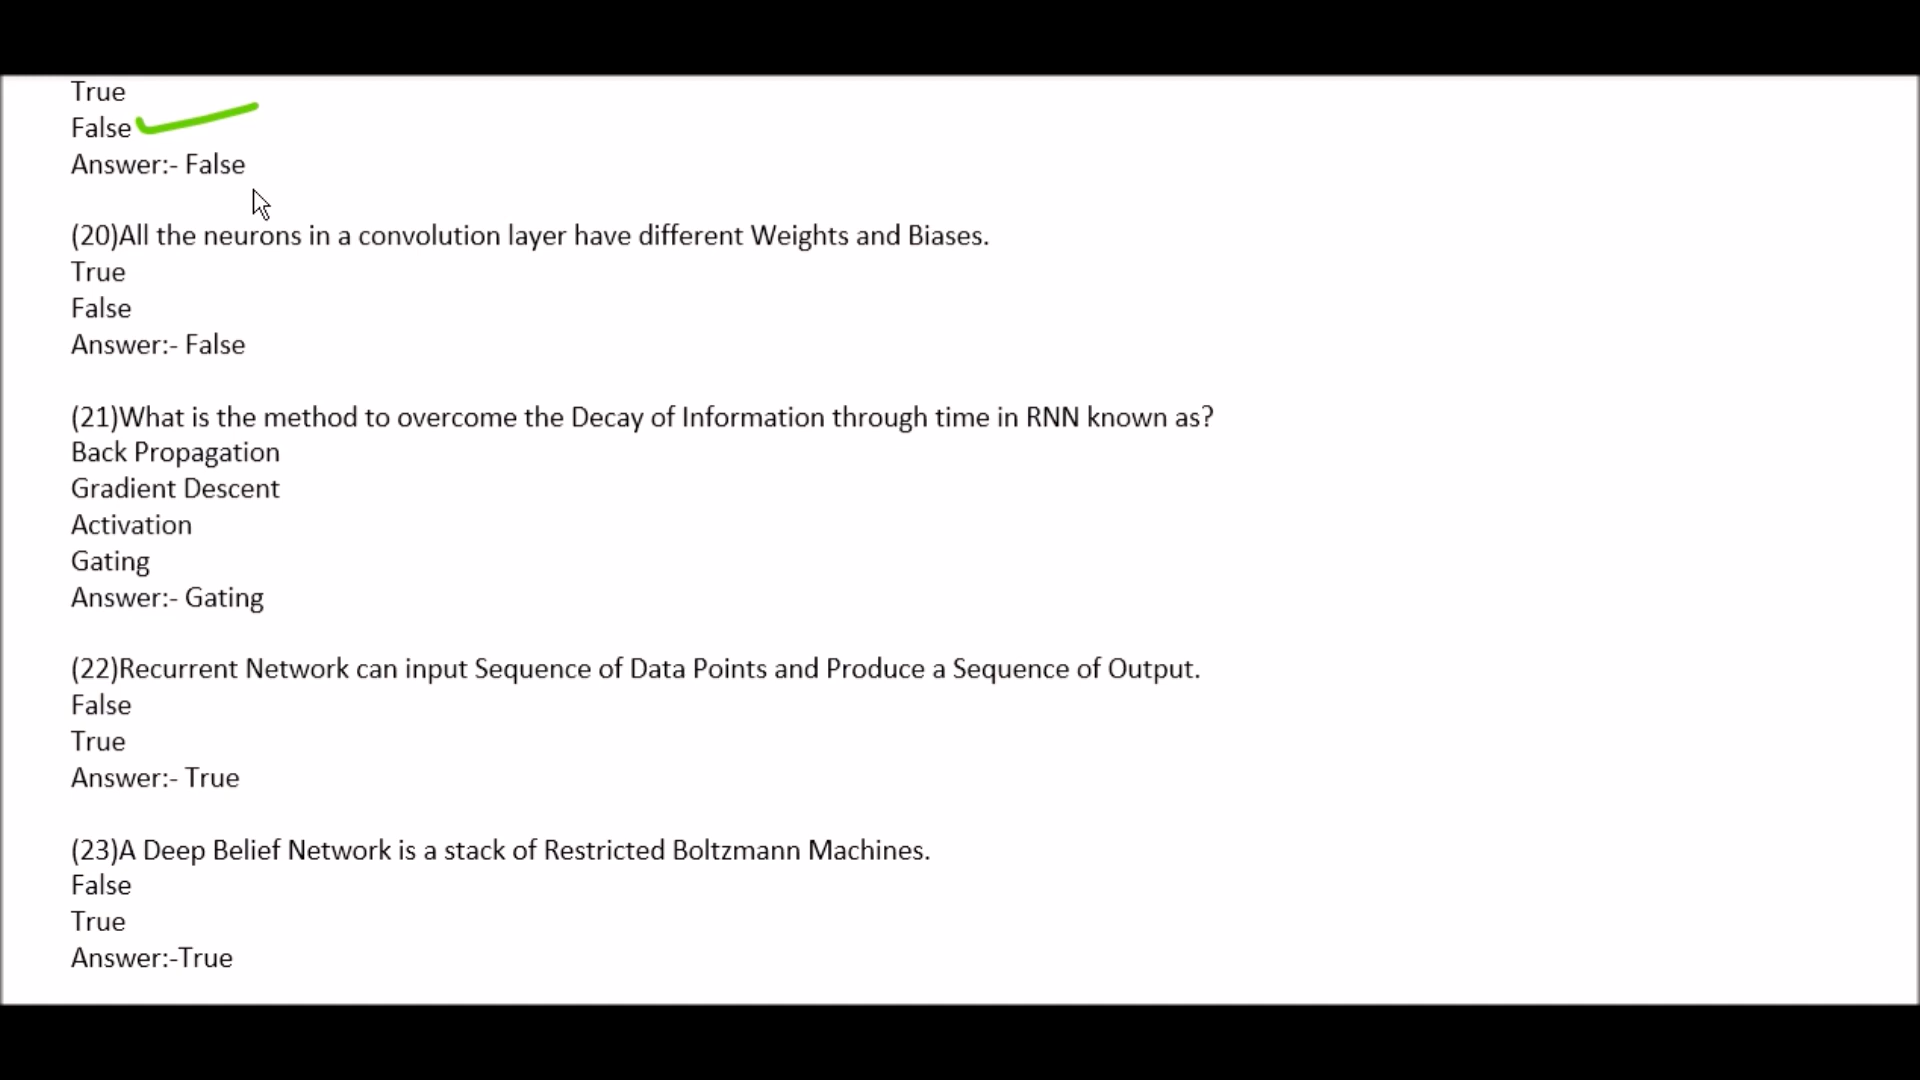 True
False
Answer:- False
(20)All the neurons in a convolution layer have different Weights and Biases.
True
False
Answer:- False
(21)What is the method to overcome the Decay of Information through time in RNN known as?
Back Propagation
Gradient Descent
Activation
Gating
Answer:- Gating
(22)Recurrent Network can input Sequence of Data Points and Produce a Sequence of Output.
False
True
Answer:- True
(23)A Deep Belief Network is a stack of Restricted Boltzmann Machines.
False
True
Answer:-True